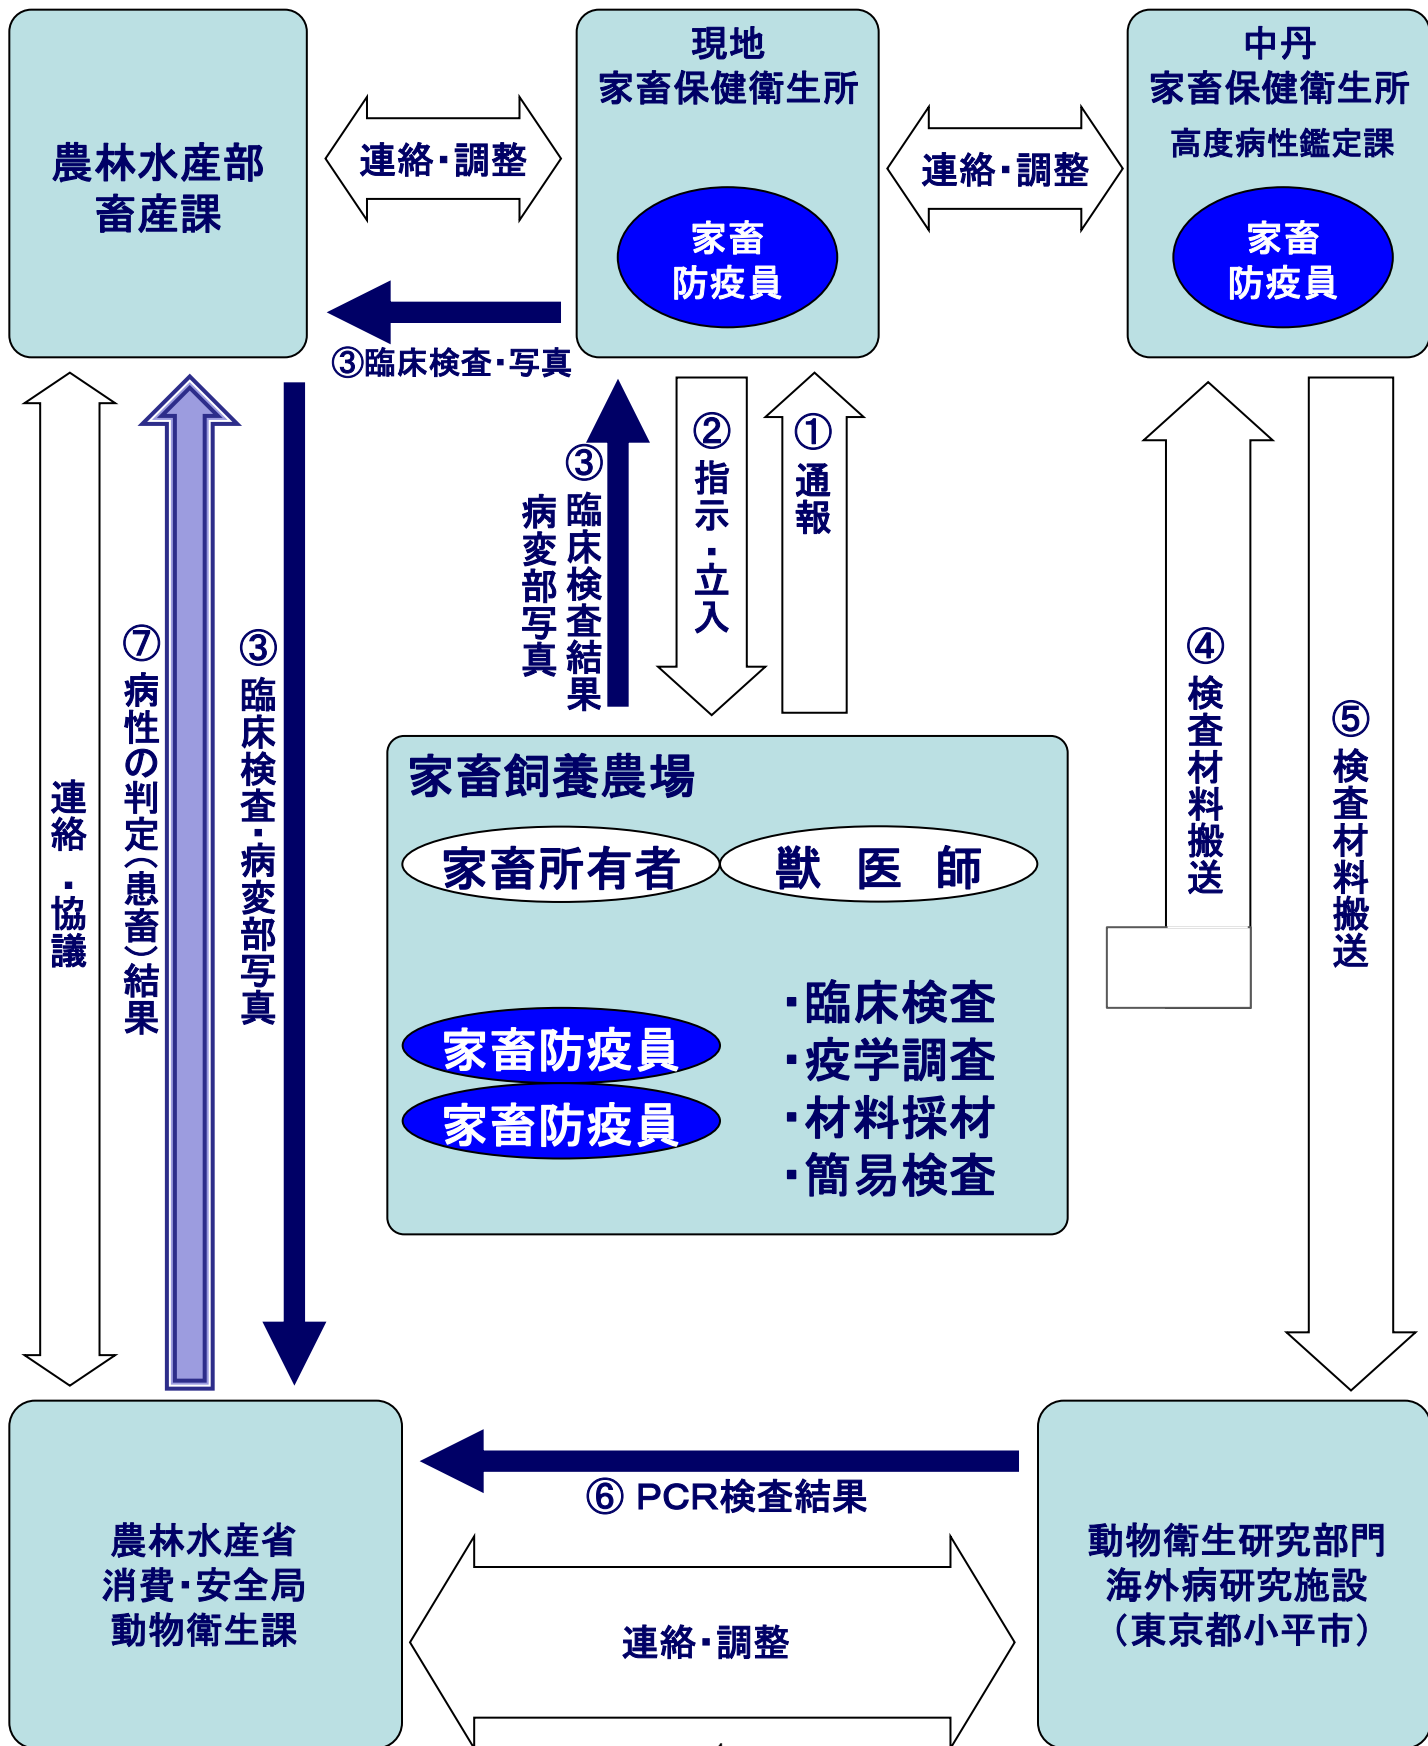 農林水産部
畜産課
連絡・調整
現地
家畜保健衛生所
家畜
防疫員
連絡・調整
中丹
家畜保健衛生所
高度病性鑑定課
家畜
防疫員
③臨床検査・写真
③臨床検査結果
病変部写真
②指示・立入
①通報
連絡・協議
⑦病性の判定(患畜)結果
③臨床検査・病変部写真
④検査材料搬送
⑤検査材料搬送
家畜飼養農場
家畜所有者
獣 医 師
家畜防疫員
家畜防疫員
・臨床検査
・疫学調査
・材料採材
・簡易検査
⑥ PCR検査結果
農林水産省
消費・安全局
動物衛生課
連絡・調整
動物衛生研究部門
海外病研究施設
（東京都小平市）